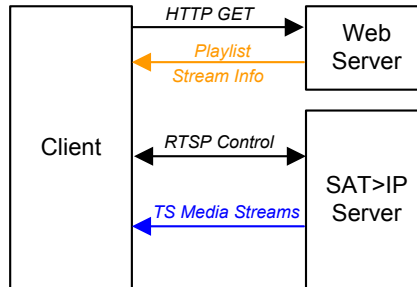 HTTP GET
Web
Server
Playlist
Stream Info
Client
RTSP Control
SAT>IP
Server
TS Media Streams